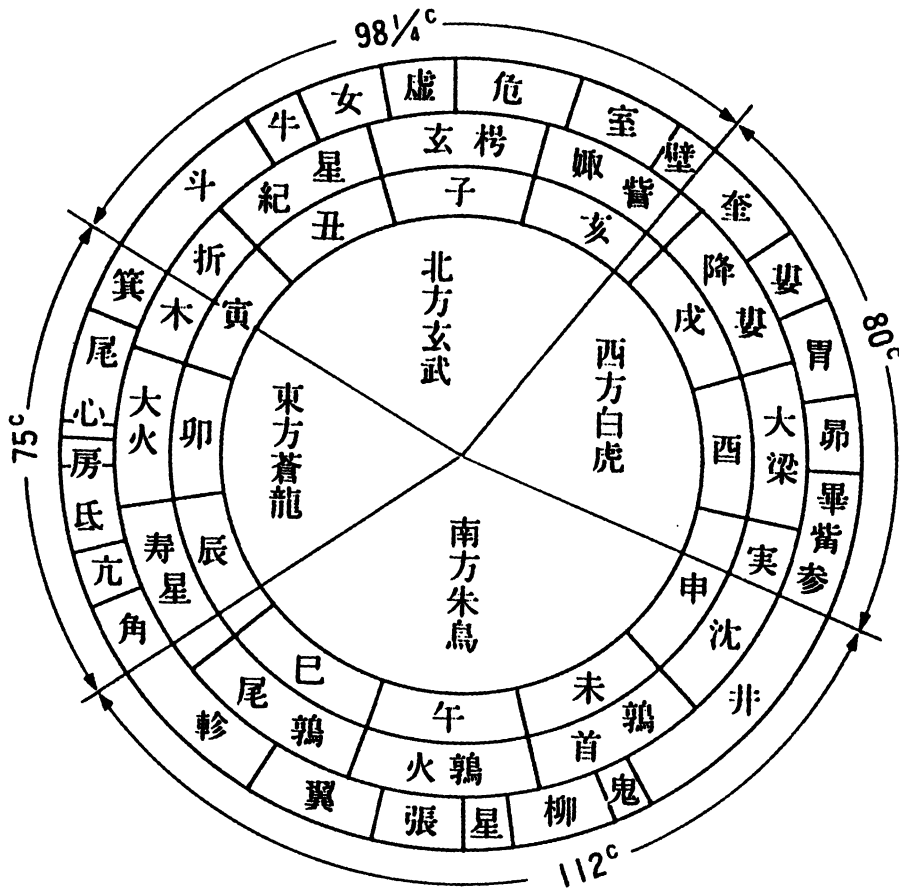 98¼c
80c
112c
75c
斗
牛
女
虚
危
室
壁
奎
婁
胃
昴
畢
觜
参
井
鬼
柳
星
張
翼
軫
角
亢
氐
房
心
尾
箕
星紀
玄枵
娵訾
降婁
大梁
実沈
鶉首
鶉火
鶉尾
寿星
大火
折木
子
亥
戌
酉
申
未
午
巳
辰
卯
寅
丑
北方玄武
西方白虎
南方朱鳥
東方蒼龍